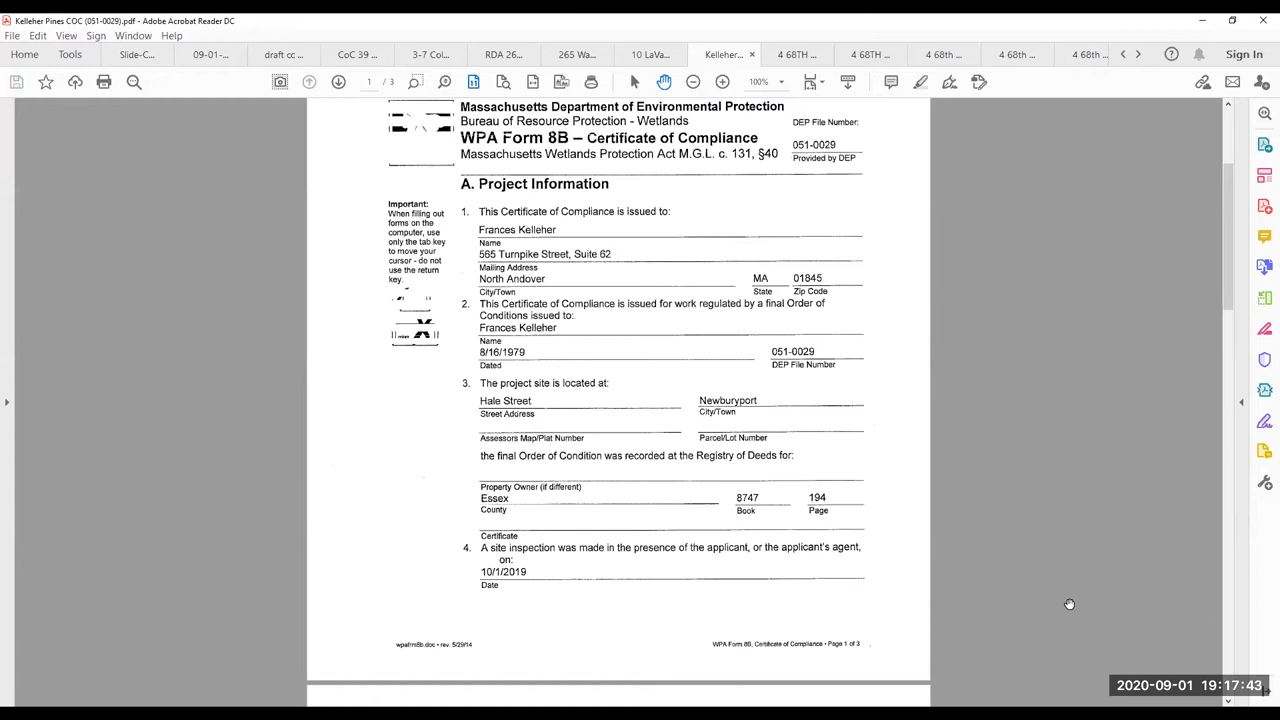 Kelleher Pines COC (051-0029).pdf - Adobe Acrobat Reader DC
File Edit View Sign Window Help
Home Tools Slide-C... 09-01-... draft cc ... CoC 39 ... 3-7 Col... RDA 26... 265 Wa... 10 LaVa... Kelleher... 4 68TH ... 4 68TH ... 4 68th ... 4 68th ... 4 68th ... Sign In
1 / 3 100%
Massachusetts Department of Environmental Protection
Bureau of Resource Protection - Wetlands
DEP File Number:
WPA Form 8B – Certificate of Compliance
051-0029
Massachusetts Wetlands Protection Act M.G.L. c. 131, §40
Provided by DEP
A. Project Information
Important:
When filling out
forms on the
computer, use
only the tab key
to move your
cursor - do not
use the return
key.
1. This Certificate of Compliance is issued to:
Frances Kelleher
Name
565 Turnpike Street, Suite 62
Mailing Address
North Andover MA 01845
City/Town State Zip Code
2. This Certificate of Compliance is issued for work regulated by a final Order of
Conditions issued to:
Frances Kelleher
Name
8/16/1979 051-0029
Dated DEP File Number
3. The project site is located at:
Hale Street Newburyport
Street Address City/Town
Assessors Map/Plat Number Parcel/Lot Number
the final Order of Condition was recorded at the Registry of Deeds for:
Property Owner (if different)
Essex 8747 194
County Book Page
Certificate
4. A site inspection was made in the presence of the applicant, or the applicant's agent,
on:
10/1/2019
Date
wpafrm8b.doc • rev. 5/29/14 WPA Form 8B, Certificate of Compliance • Page 1 of 3
2020-09-01 19:17:43